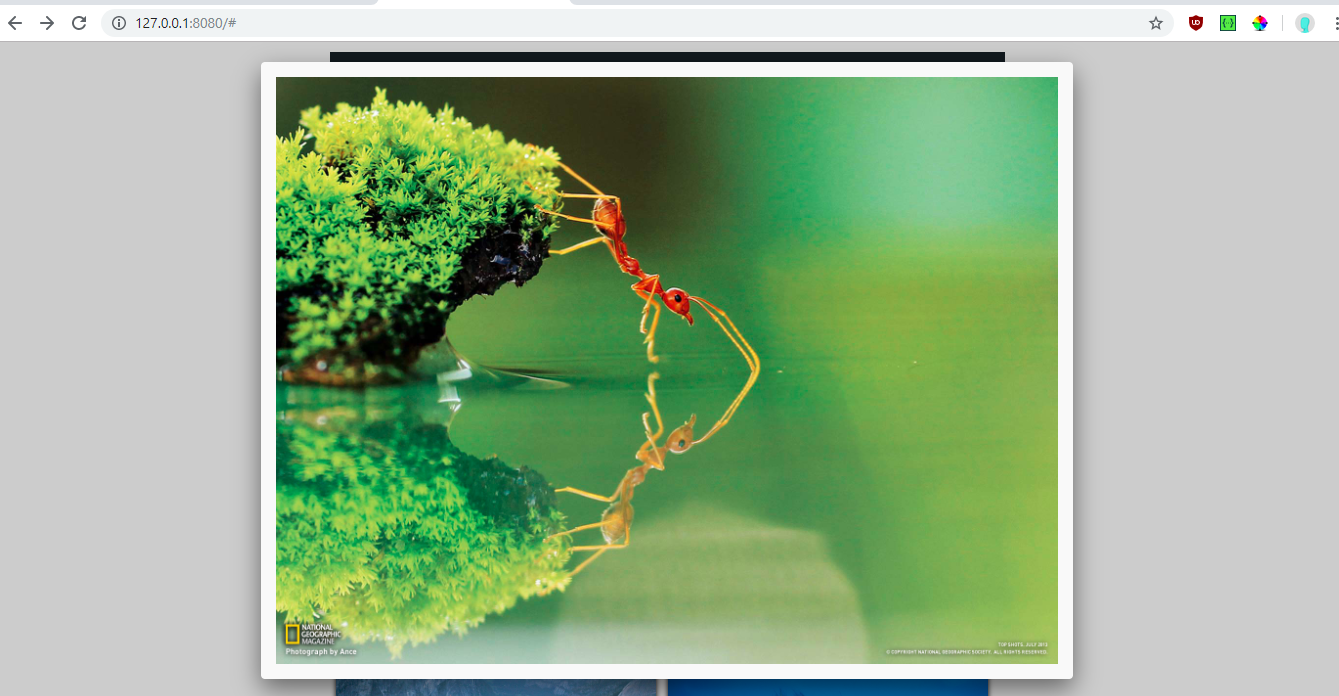 127.0.0.1:8080/#
NATIONAL
GEOGRAPHIC
MAGAZINE
Photograph by Ance
TOP SHOTS, JULY 2013
© COPYRIGHT NATIONAL GEOGRAPHIC SOCIETY. ALL RIGHTS RESERVED.